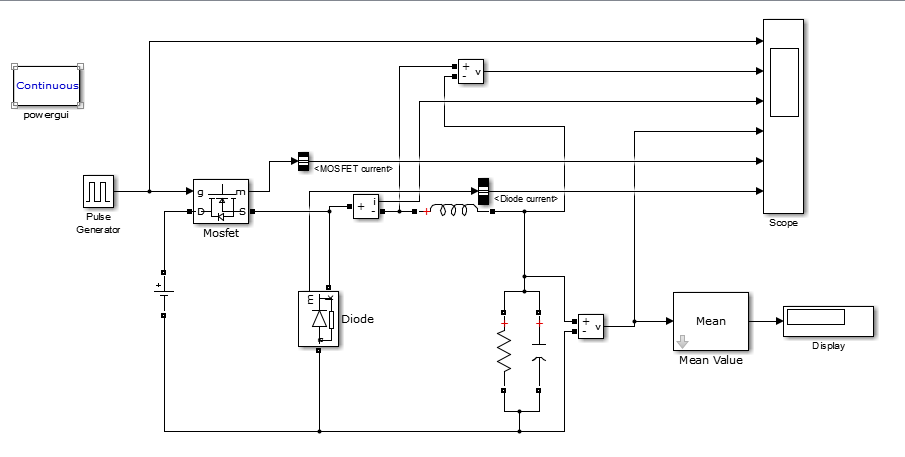 Continuous
powergui
Pulse
Generator
g
m
D
S
Mosfet
<MOSFET current>
+
-
v
+
i
-
+
<Diode current>
Scope
+
E
Diode
+
+
+
-
v
Mean
Mean Value
Display